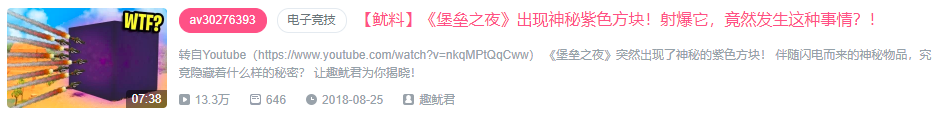 WTF?
07:38
av30276393 电子竞技 【鱿料】《堡垒之夜》出现神秘紫色方块！射爆它，竟然发生这种事情？！
转自Youtube（https://www.youtube.com/watch?v=nkqMPtQqCww） 《堡垒之夜》突然出现了神秘的紫色方块！ 伴随闪电而来的神秘物品，究
竟隐藏着什么样的秘密？ 让趣鱿君为你揭晓！
13.3万 646 2018-08-25 趣鱿君